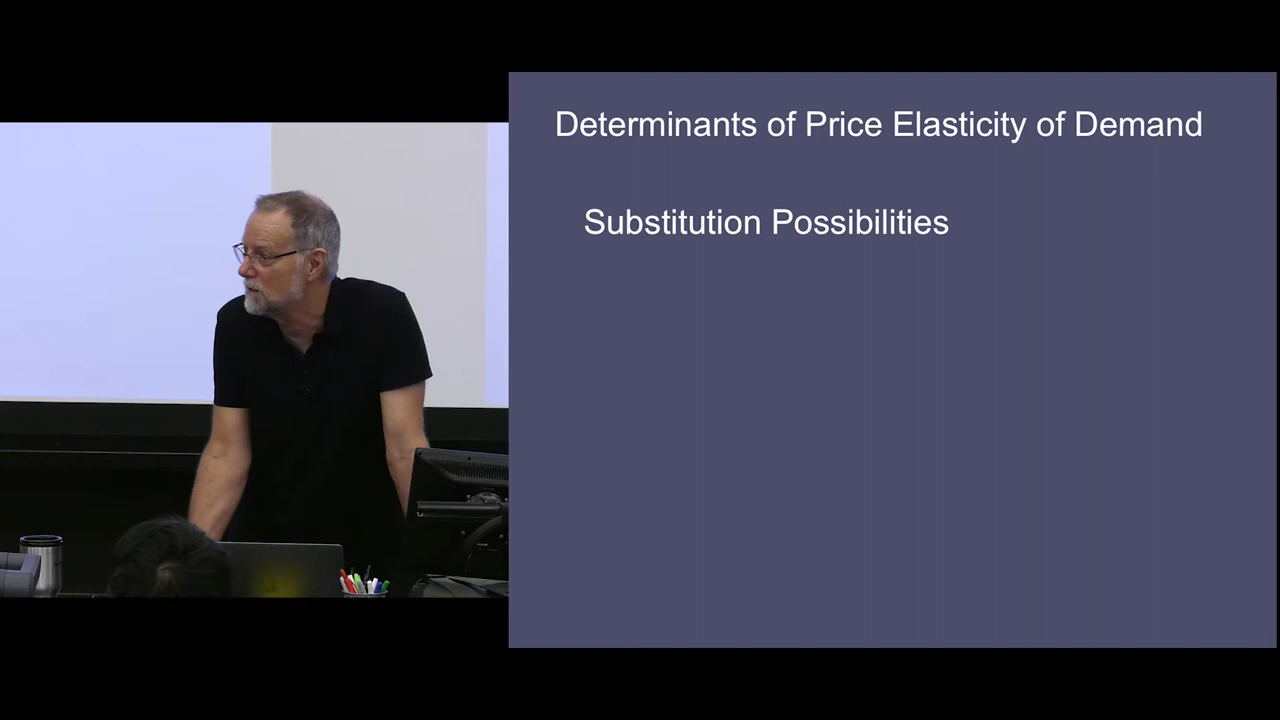 Determinants of Price Elasticity of Demand
Substitution Possibilities